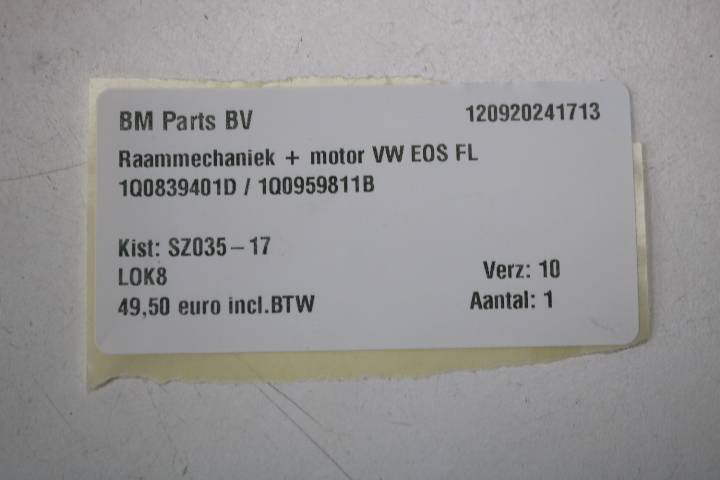 BM Parts BV 120920241713
Raammechaniek + motor VW EOS FL
1Q0839401D / 1Q0959811B
Kist: SZ035-17
LOK8 Verz: 10
49,50 euro incl.BTW Aantal: 1